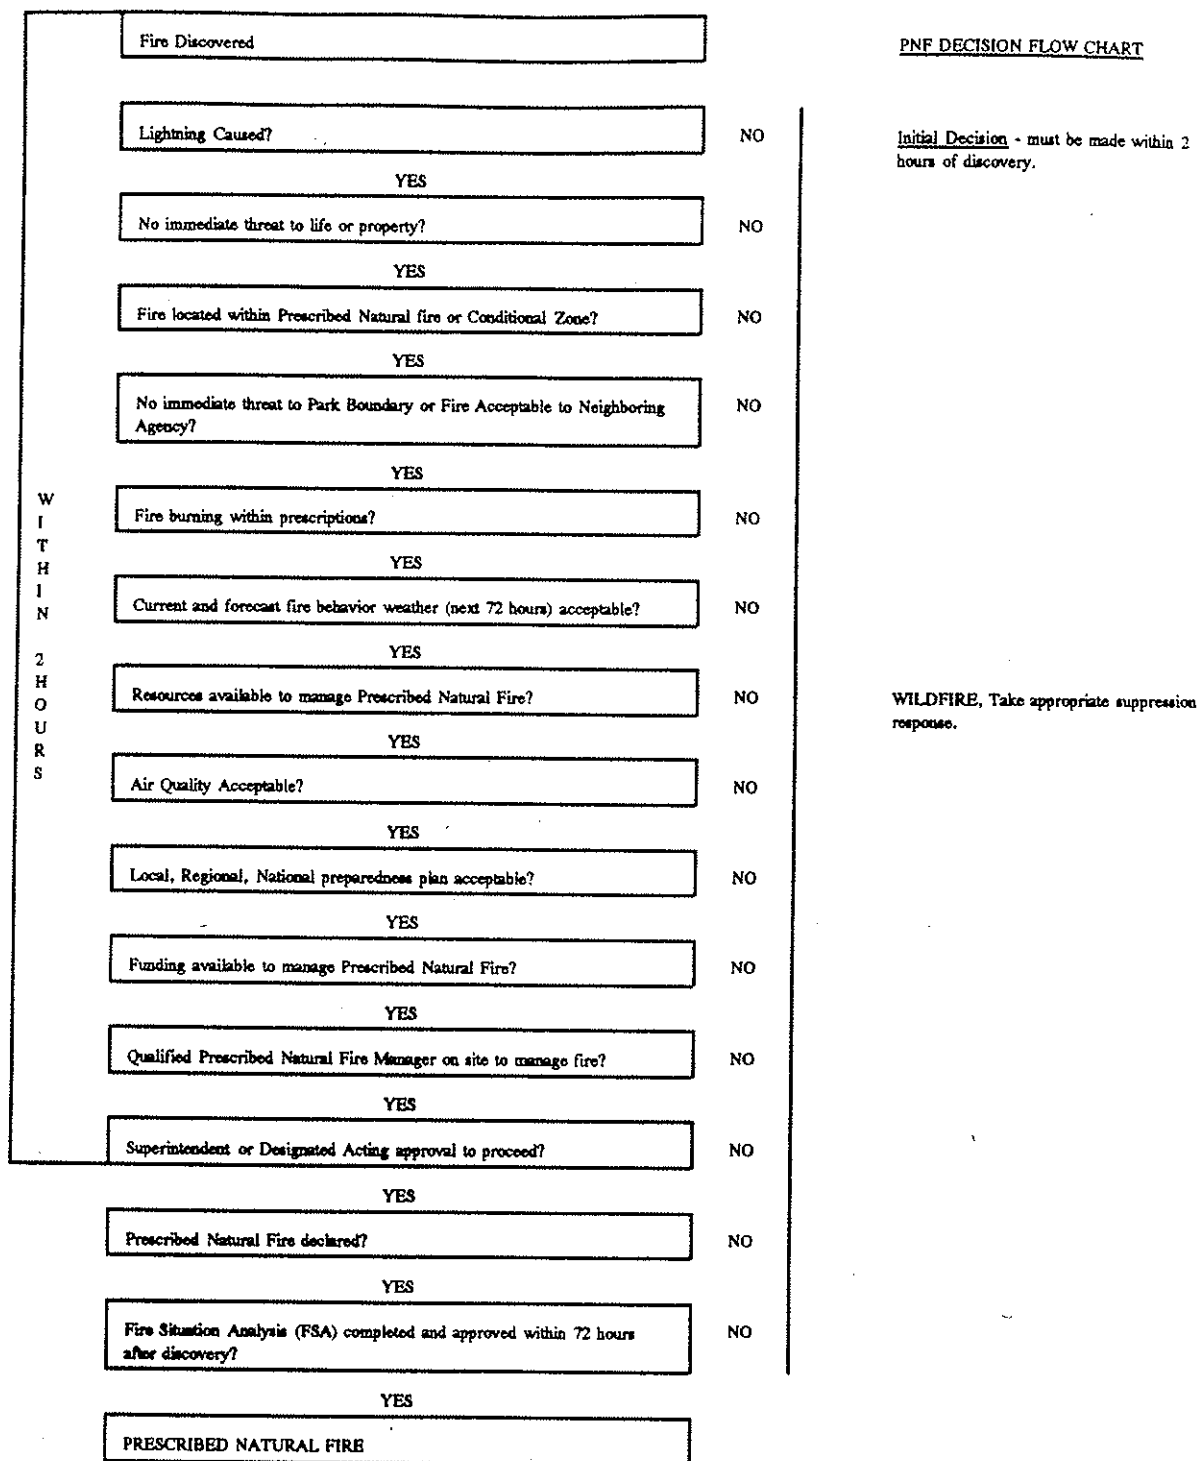 Fire Discovered
PNF DECISION FLOW CHART
Lightning Caused?
NO
Initial Decision - must be made within 2
hours of discovery.
YES
No immediate threat to life or property?
NO
YES
Fire located within Prescribed Natural fire or Conditional Zone?
NO
YES
No immediate threat to Park Boundary or Fire Acceptable to Neighboring
Agency?
NO
YES
WITHIN 2HOURS
Fire burning within prescriptions?
NO
YES
Current and forecast fire behavior weather (next 72 hours) acceptable?
NO
YES
Resources available to manage Prescribed Natural Fire?
NO
WILDFIRE, Take appropriate suppression
response.
YES
Air Quality Acceptable?
NO
YES
Local, Regional, National preparedness plan acceptable?
NO
YES
Funding available to manage Prescribed Natural Fire?
NO
YES
Qualified Prescribed Natural Fire Manager on site to manage fire?
NO
YES
Superintendent or Designated Acting approval to proceed?
NO
YES
Prescribed Natural Fire declared?
NO
YES
Fire Situation Analysis (FSA) completed and approved within 72 hours
after discovery?
NO
YES
PRESCRIBED NATURAL FIRE